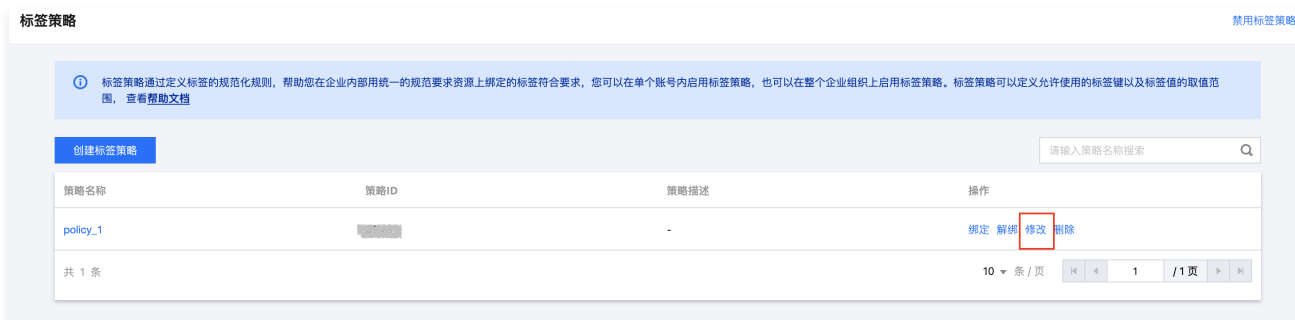 标签策略
禁用标签策略
标签策略通过定义标签的规范化规则，帮助您在企业内部用统一的规范要求资源上绑定的标签符合要求，您可以在单个账号内启用标签策略，也可以在整个企业组织上启用标签策略。标签策略可以定义允许使用的标签键以及标签值的取值范
围， 查看帮助文档
创建标签策略
请输入策略名称搜索
策略名称 策略ID 策略描述 操作
policy_1 - 绑定 解绑 修改 删除
共 1 条 10 条 / 页 1 / 1 页